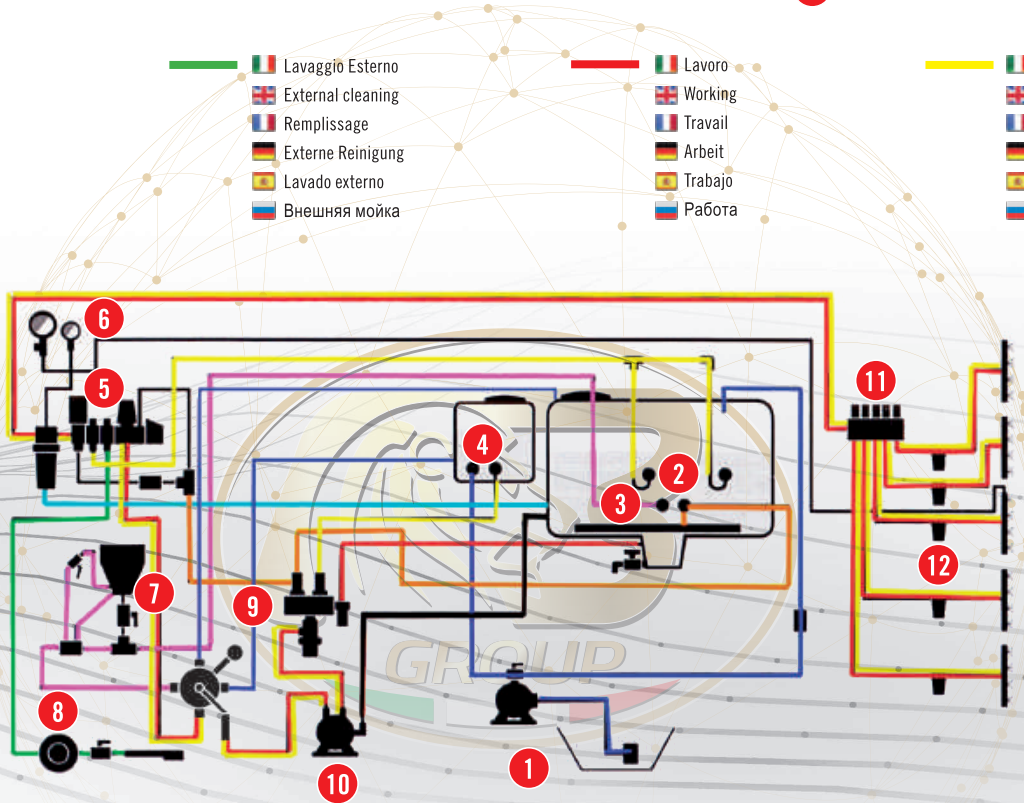 Lavaggio Esterno
External cleaning
Remplissage
Externe Reinigung
Lavado externo
Внешняя мойка
Lavoro
Working
Travail
Arbeit
Trabajo
Работа
6
5
11
4
2
3
12
7
9
GROUP
8
1
10